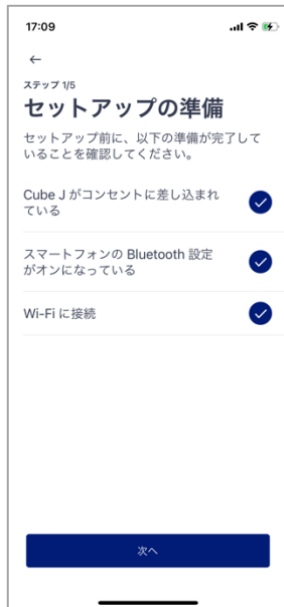 17:09
ステップ 1/5
セットアップの準備
セットアップ前に、以下の準備が完了して
いることを確認してください。
Cube J がコンセントに差し込まれ
ている
スマートフォンの Bluetooth 設定
がオンになっている
Wi-Fi に接続
次へ